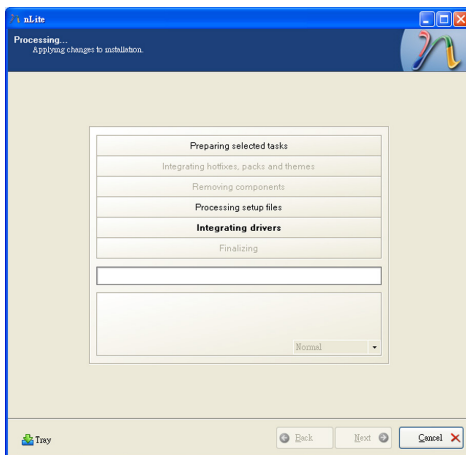 nLite
Processing...
Applying changes to installation.
Preparing selected tasks
Integrating hotfixes, packs and themes
Removing components
Processing setup files
Integrating drivers
Finalizing
Normal
Tray
Back
Next
Cancel